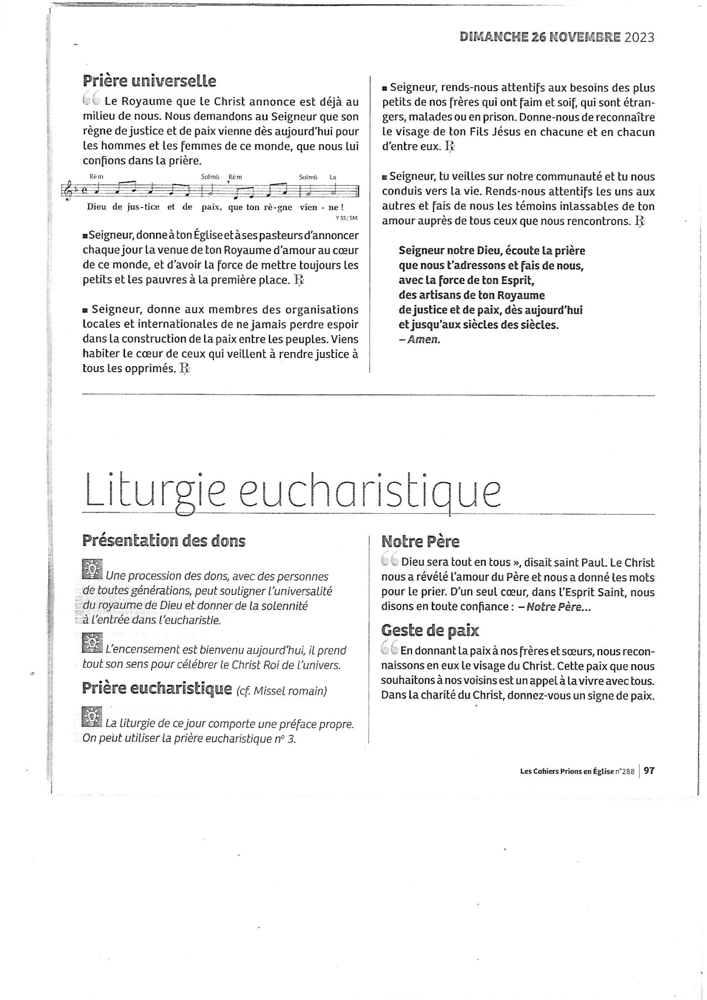 DIMANCHE 26 NOVEMBRE 2023
Prière universelle
Le Royaume que le Christ annonce est déjà au
milieu de nous. Nous demandons au Seigneur que son
règne de justice et de paix vienne dès aujourd'hui pour
les hommes et les femmes de ce monde, que nous lui
confions dans la prière.
Rém Solm6 Rém Solm6 La
Dieu de jus-tice et de paix, que ton rè-gne vien - ne !
Y 55 ; SM.
▪ Seigneur, donne à ton Église et à ses pasteurs d'annoncer
chaque jour la venue de ton Royaume d'amour au cœur
de ce monde, et d'avoir la force de mettre toujours les
petits et les pauvres à la première place. ℟
▪ Seigneur, donne aux membres des organisations
locales et internationales de ne jamais perdre espoir
dans la construction de la paix entre les peuples. Viens
habiter le cœur de ceux qui veillent à rendre justice à
tous les opprimés. ℟
▪ Seigneur, rends-nous attentifs aux besoins des plus
petits de nos frères qui ont faim et soif, qui sont étran-
gers, malades ou en prison. Donne-nous de reconnaître
le visage de ton Fils Jésus en chacune et en chacun
d'entre eux. ℟
▪ Seigneur, tu veilles sur notre communauté et tu nous
conduis vers la vie. Rends-nous attentifs les uns aux
autres et fais de nous les témoins inlassables de ton
amour auprès de tous ceux que nous rencontrons. ℟
Seigneur notre Dieu, écoute la prière
que nous t'adressons et fais de nous,
avec la force de ton Esprit,
des artisans de ton Royaume
de justice et de paix, dès aujourd'hui
et jusqu'aux siècles des siècles.
– Amen.
Liturgie eucharistique
Présentation des dons
Une procession des dons, avec des personnes
de toutes générations, peut souligner l'universalité
du royaume de Dieu et donner de la solennité
à l'entrée dans l'eucharistie.
L'encensement est bienvenu aujourd'hui, il prend
tout son sens pour célébrer le Christ Roi de l'univers.
Prière eucharistique (cf. Missel romain)
La liturgie de ce jour comporte une préface propre.
On peut utiliser la prière eucharistique n° 3.
Notre Père
“ Dieu sera tout en tous », disait saint Paul. Le Christ
nous a révélé l'amour du Père et nous a donné les mots
pour le prier. D'un seul cœur, dans l'Esprit Saint, nous
disons en toute confiance : – Notre Père...
Geste de paix
“ En donnant la paix à nos frères et sœurs, nous recon-
naissons en eux le visage du Christ. Cette paix que nous
souhaitons à nos voisins est un appel à la vivre avec tous.
Dans la charité du Christ, donnez-vous un signe de paix.
Les Cahiers Prions en Église n°288 | 97